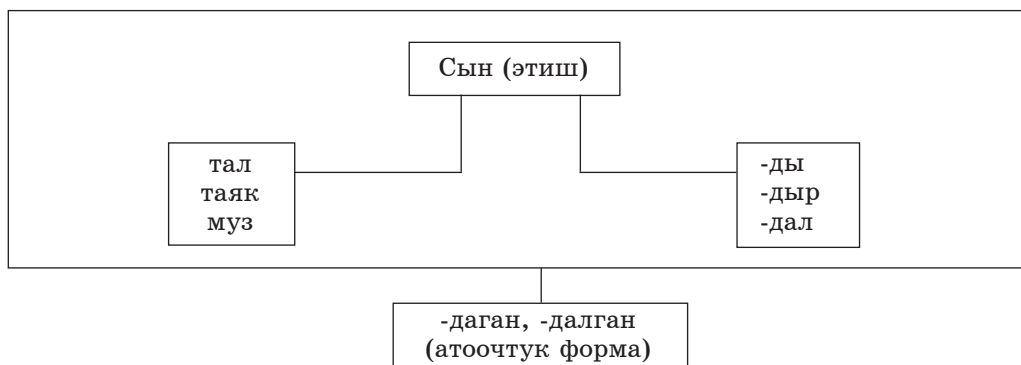 Сын (этиш)
тал
таяк
муз
-ды
-дыр
-дал
-даган, -далган
(атоочтук форма)